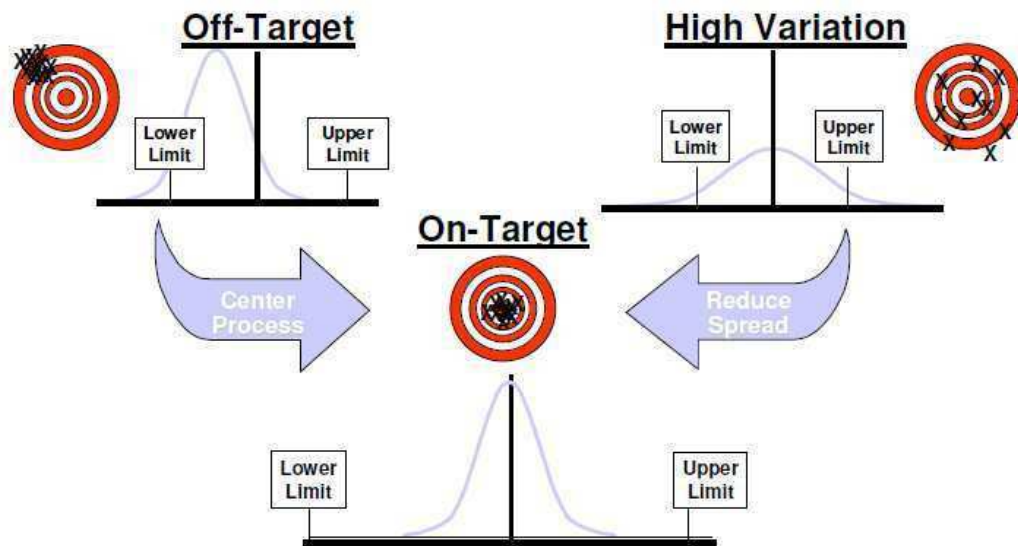 Off-Target
High Variation
Lower
Limit
Upper
Limit
Lower
Limit
Upper
Limit
On-Target
Center
Process
Reduce
Spread
Lower
Limit
Upper
Limit